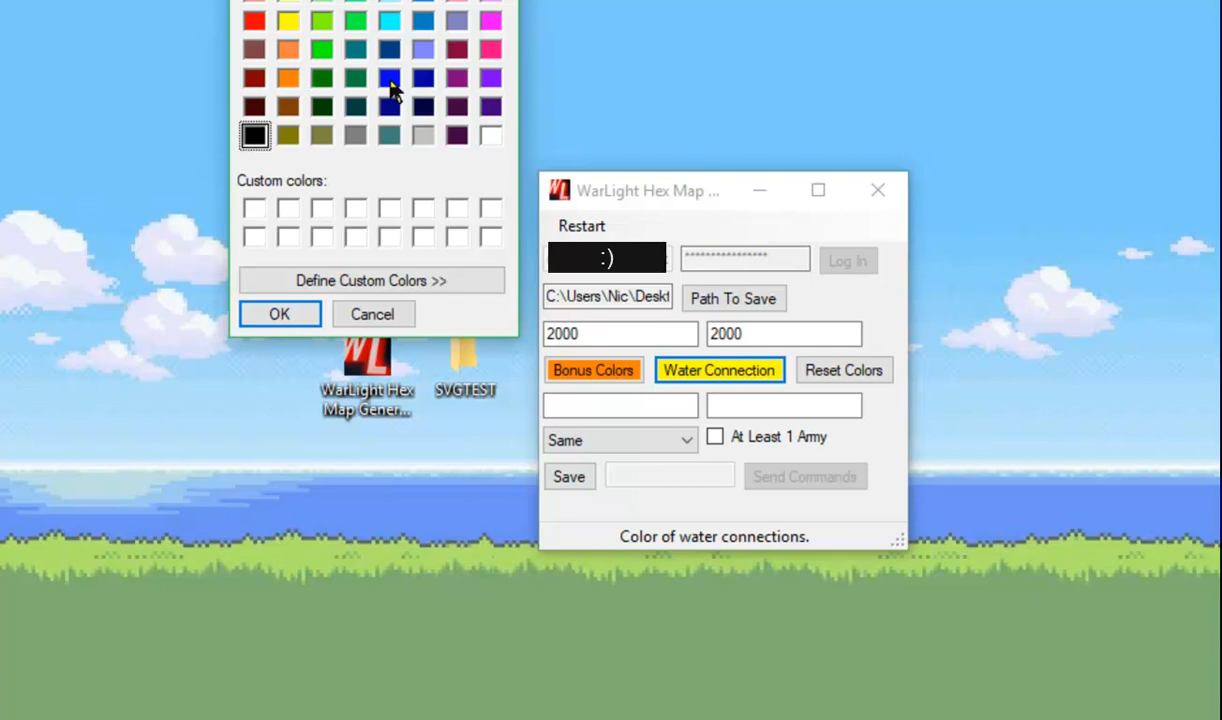 Custom colors:
Define Custom Colors >>
OK
Cancel
WarLight Hex
Map Gener...
SVGTEST
WarLight Hex Map ...
Restart
:)
****************
Log In
C:\Users\Nic\Deskt
Path To Save
2000
2000
Bonus Colors
Water Connection
Reset Colors
Same
At Least 1 Army
Save
Send Commands
Color of water connections.